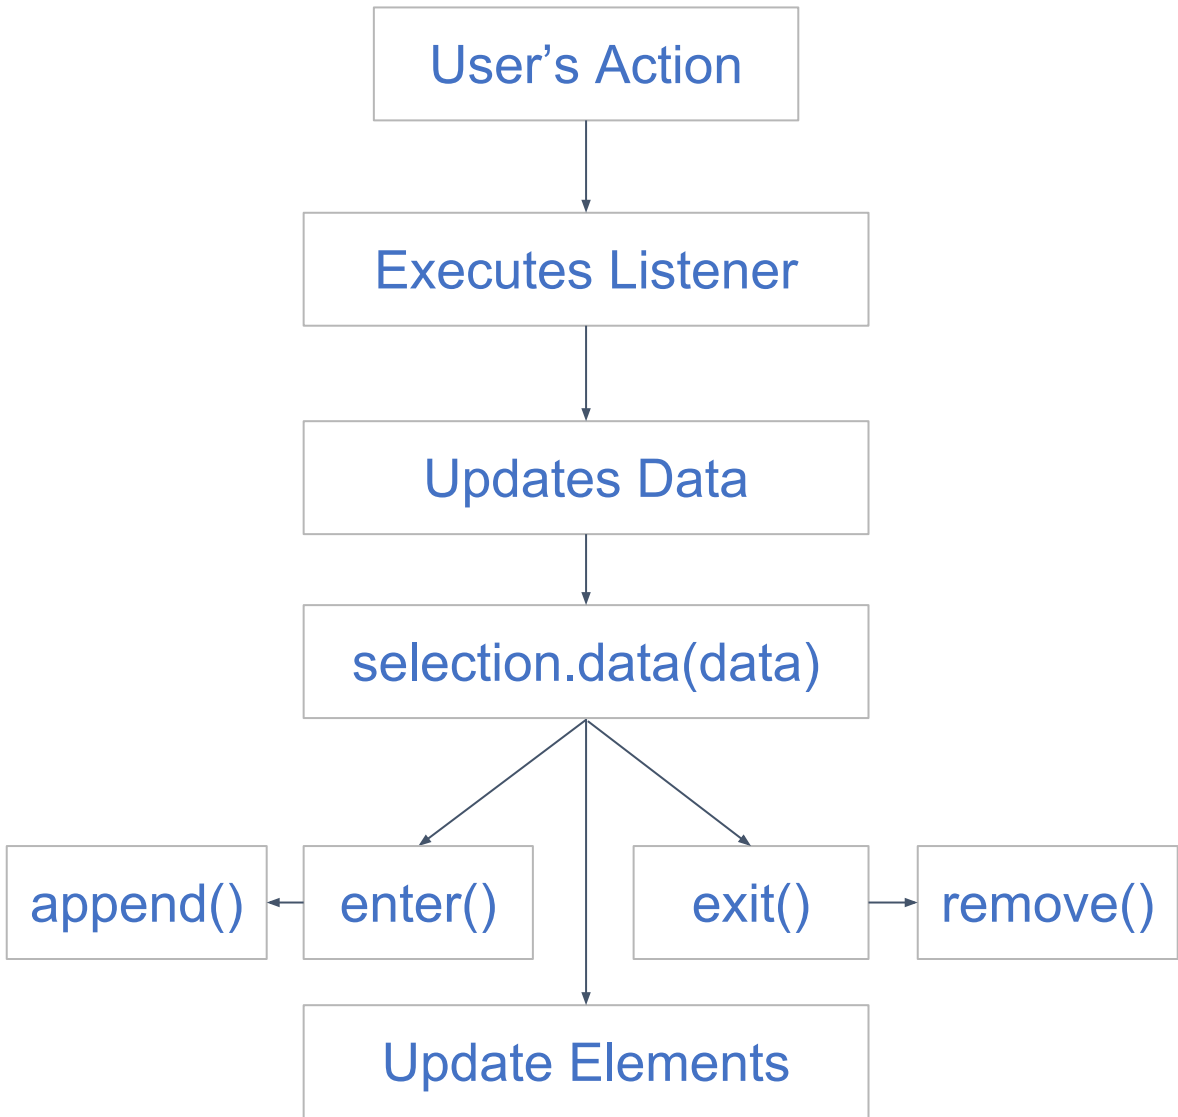 User’s Action
Executes Listener
Updates Data
selection.data(data)
append()
enter()
exit()
remove()
Update Elements